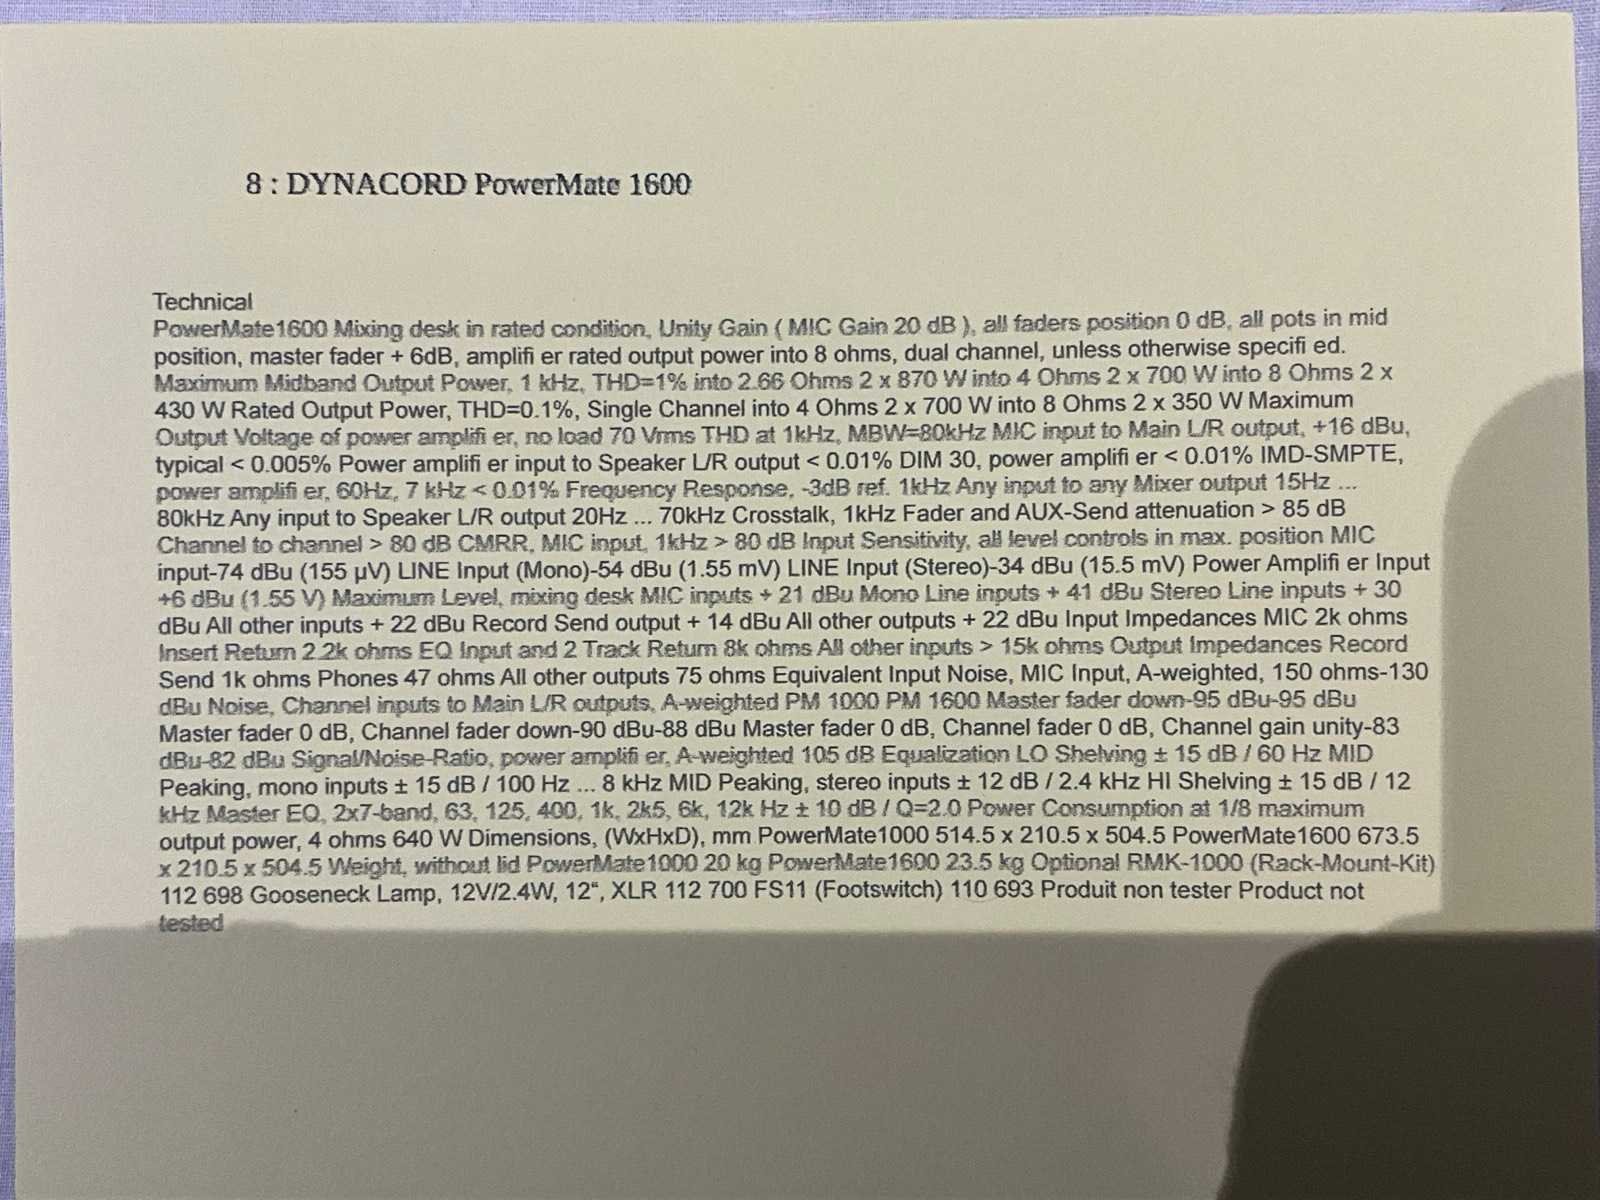 8 : DYNACORD PowerMate 1600
Technical
PowerMate1600 Mixing desk in rated condition, Unity Gain ( MIC Gain 20 dB ), all faders position 0 dB, all pots in mid
position, master fader + 6dB, amplifi er rated output power into 8 ohms, dual channel, unless otherwise specifi ed.
Maximum Midband Output Power, 1 kHz, THD=1% into 2.66 Ohms 2 x 870 W into 4 Ohms 2 x 700 W into 8 Ohms 2 x
430 W Rated Output Power, THD=0.1%, Single Channel into 4 Ohms 2 x 700 W into 8 Ohms 2 x 350 W Maximum
Output Voltage of power amplifi er, no load 70 Vrms THD at 1kHz, MBW=80kHz MIC input to Main L/R output, +16 dBu,
typical < 0.005% Power amplifi er input to Speaker L/R output < 0.01% DIM 30, power amplifi er < 0.01% IMD-SMPTE,
power amplifi er, 60Hz, 7 kHz < 0.01% Frequency Response, -3dB ref. 1kHz Any input to any Mixer output 15Hz ...
80kHz Any input to Speaker L/R output 20Hz ... 70kHz Crosstalk, 1kHz Fader and AUX-Send attenuation > 85 dB
Channel to channel > 80 dB CMRR, MIC input, 1kHz > 80 dB Input Sensitivity, all level controls in max. position MIC
input-74 dBu (155 µV) LINE Input (Mono)-54 dBu (1.55 mV) LINE Input (Stereo)-34 dBu (15.5 mV) Power Amplifi er Input
+6 dBu (1.55 V) Maximum Level, mixing desk MIC inputs + 21 dBu Mono Line inputs + 41 dBu Stereo Line inputs + 30
dBu All other inputs + 22 dBu Record Send output + 14 dBu All other outputs + 22 dBu Input Impedances MIC 2k ohms
Insert Return 2.2k ohms EQ Input and 2 Track Return 8k ohms All other inputs > 15k ohms Output Impedances Record
Send 1k ohms Phones 47 ohms All other outputs 75 ohms Equivalent Input Noise, MIC Input, A-weighted, 150 ohms-130
dBu Noise, Channel inputs to Main L/R outputs, A-weighted PM 1000 PM 1600 Master fader down-95 dBu-95 dBu
Master fader 0 dB, Channel fader down-90 dBu-88 dBu Master fader 0 dB, Channel fader 0 dB, Channel gain unity-83
dBu-82 dBu Signal/Noise-Ratio, power amplifi er, A-weighted 105 dB Equalization LO Shelving ± 15 dB / 60 Hz MID
Peaking, mono inputs ± 15 dB / 100 Hz ... 8 kHz MID Peaking, stereo inputs ± 12 dB / 2.4 kHz HI Shelving ± 15 dB / 12
kHz Master EQ, 2x7-band, 63, 125, 400, 1k, 2k5, 6k, 12k Hz ± 10 dB / Q=2.0 Power Consumption at 1/8 maximum
output power, 4 ohms 640 W Dimensions, (WxHxD), mm PowerMate1000 514.5 x 210.5 x 504.5 PowerMate1600 673.5
x 210.5 x 504.5 Weight, without lid PowerMate1000 20 kg PowerMate1600 23.5 kg Optional RMK-1000 (Rack-Mount-Kit)
112 698 Gooseneck Lamp, 12V/2.4W, 12“, XLR 112 700 FS11 (Footswitch) 110 693 Produit non tester Product not
tested